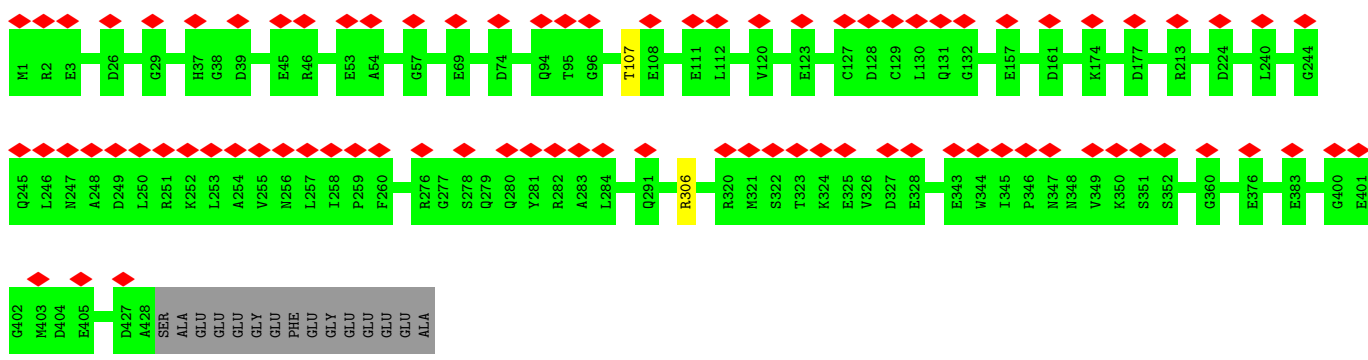 M1 R2 E3 D26 G29 H37 G38 D39 E45 R46 E53 A54 G57 E69 D74 Q94 T95 G96 T107 E108 E111 L112 V120 E123 C127 D128 C129 L130 Q131 G132 E157 D161 K174 D177 R213 D224 L240 G244
Q245 L246 N247 A248 D249 L250 R251 K252 L253 A254 V255 N256 L257 I258 P259 F260 R276 G277 S278 Q279 Q280 Y281 R282 A283 L284 Q291 R306 R320 M321 S322 T323 K324 E325 V326 D327 E328 E343 W344 I345 P346 N347 N348 V349 K350 S351 S352 G360 E376 E383 G400 E401
G402 M403 D404 E405 D427 A428 SER ALA GLU GLU GLU GLY GLU PHE GLU GLY GLU GLU GLU GLU ALA